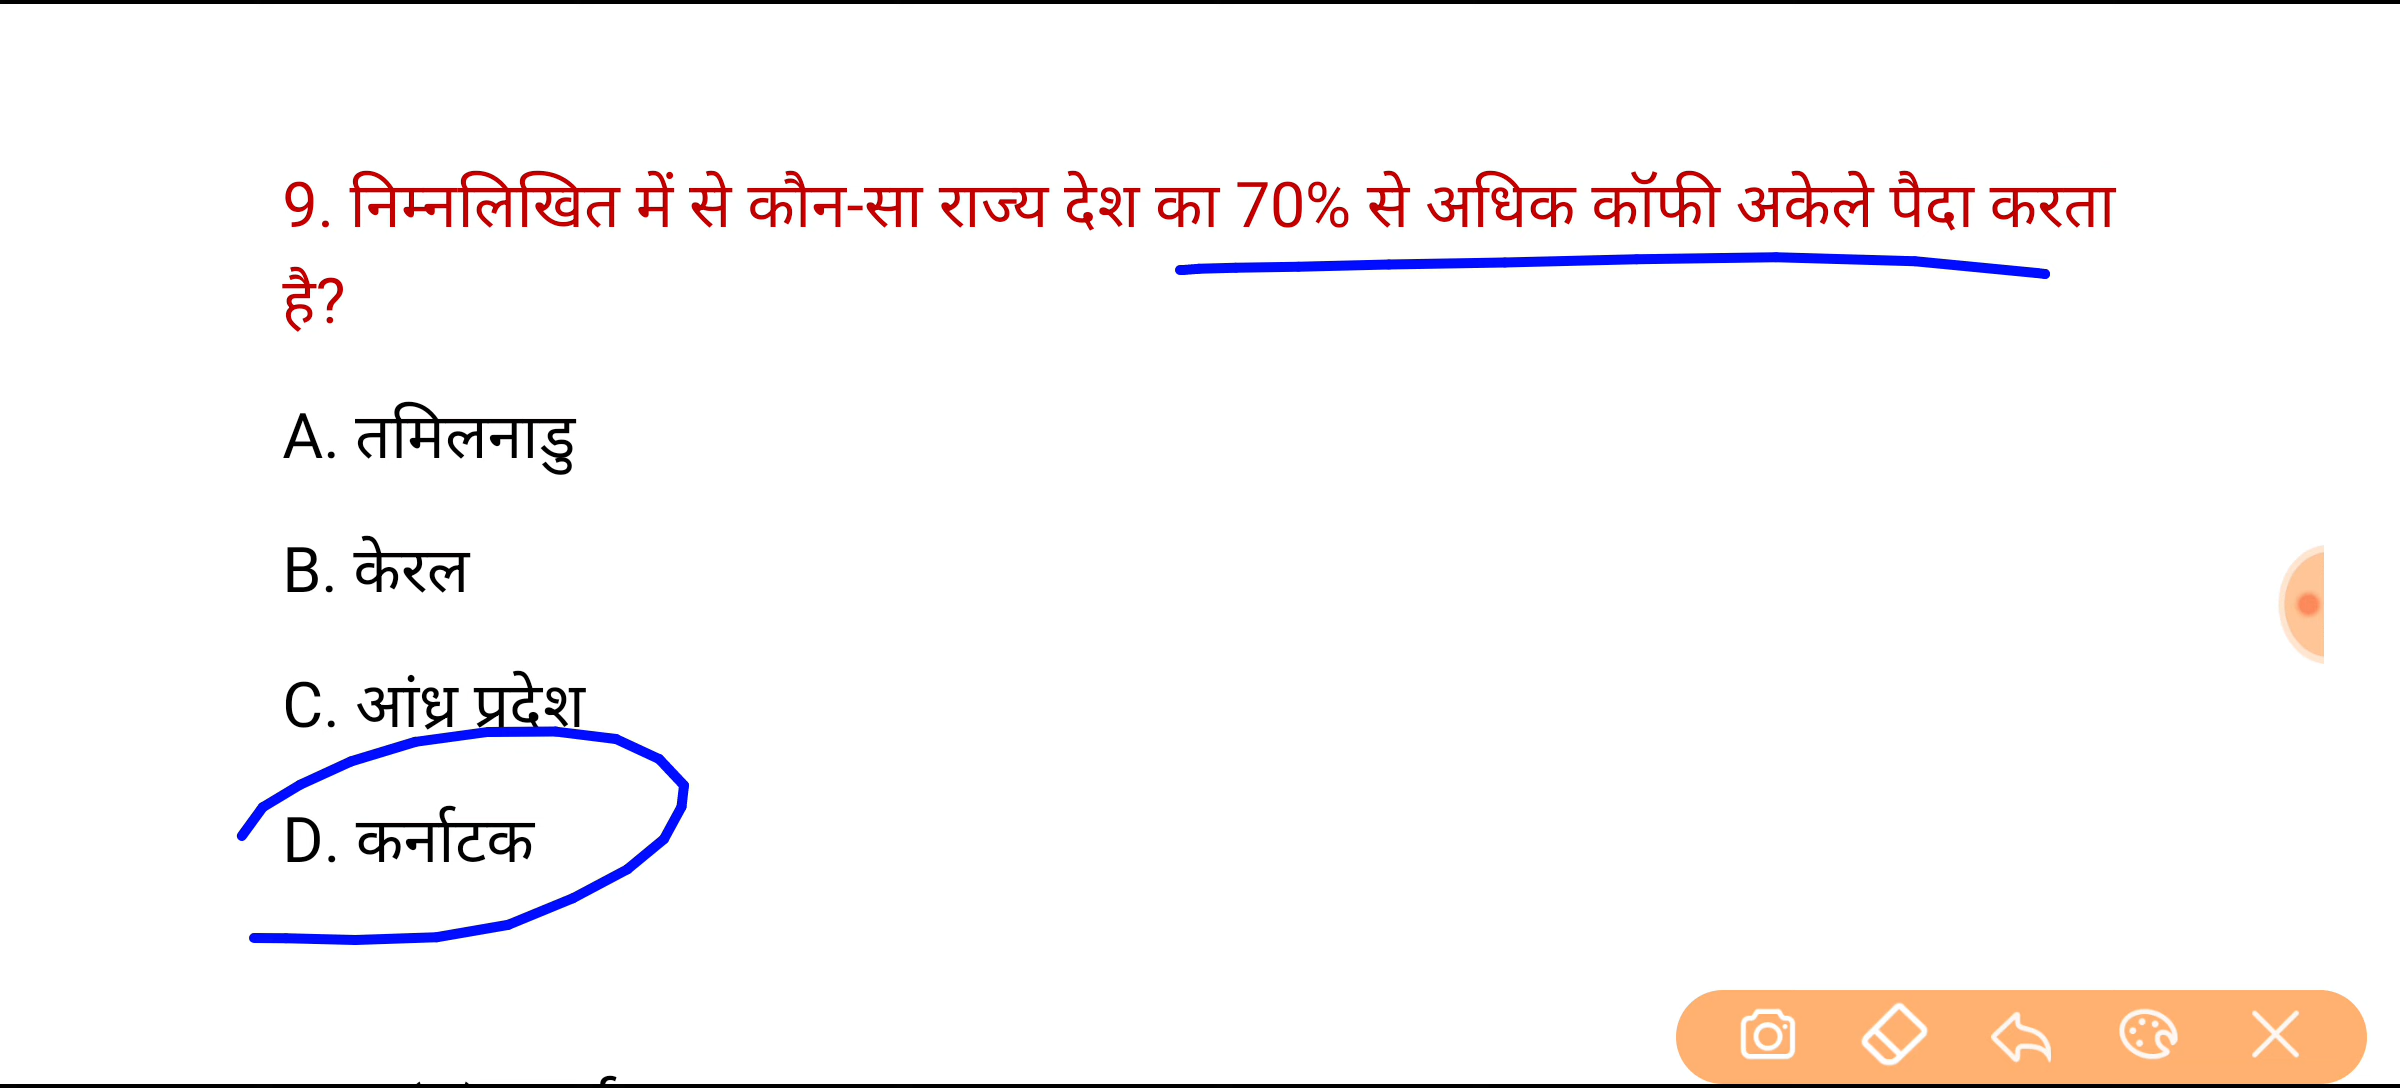 9. निम्नलिखित में से कौन-सा राज्य देश का 70% से अधिक कॉफी अकेले पैदा करता
है?
A. तमिलनाडु
B. केरल
C. आंध्र प्रदेश
D. कर्नाटक